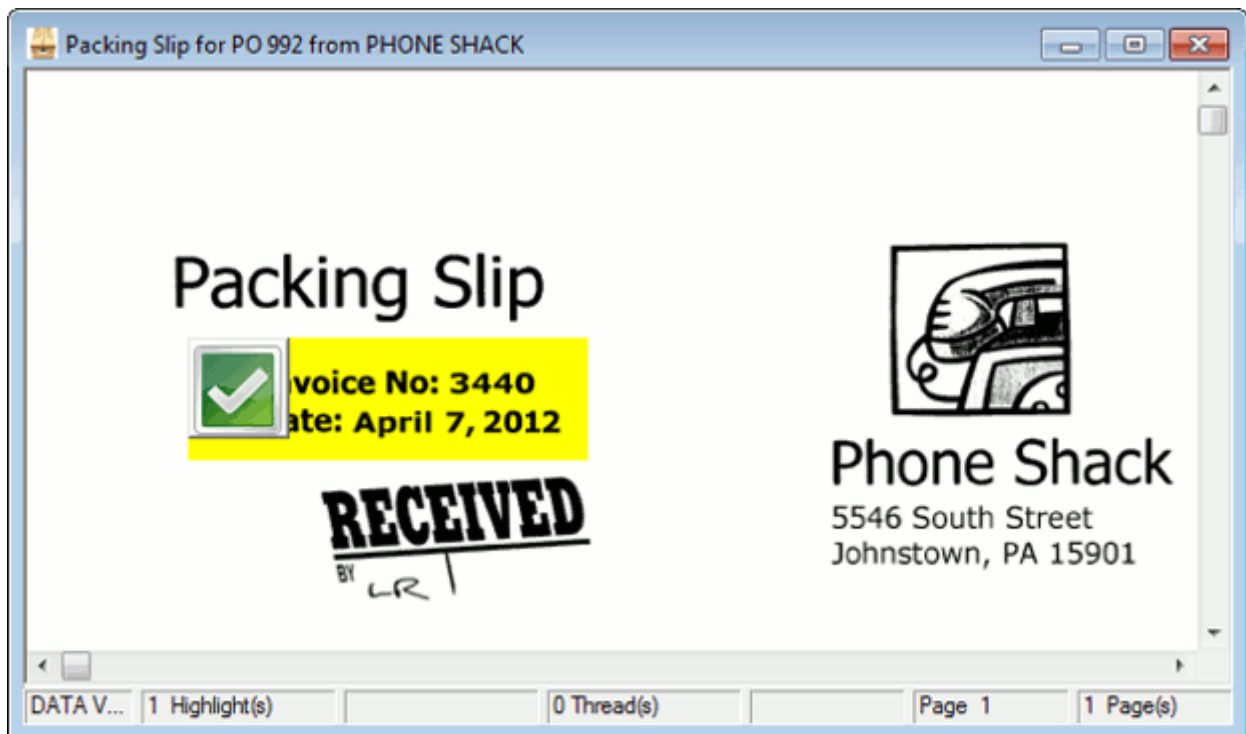 Packing Slip for PO 992 from PHONE SHACK
Packing Slip
voice No: 3440
ate: April 7, 2012
RECEIVED
BY LR
Phone Shack
5546 South Street
Johnstown, PA 15901
DATA V... 1 Highlight(s) 0 Thread(s) Page 1 1 Page(s)